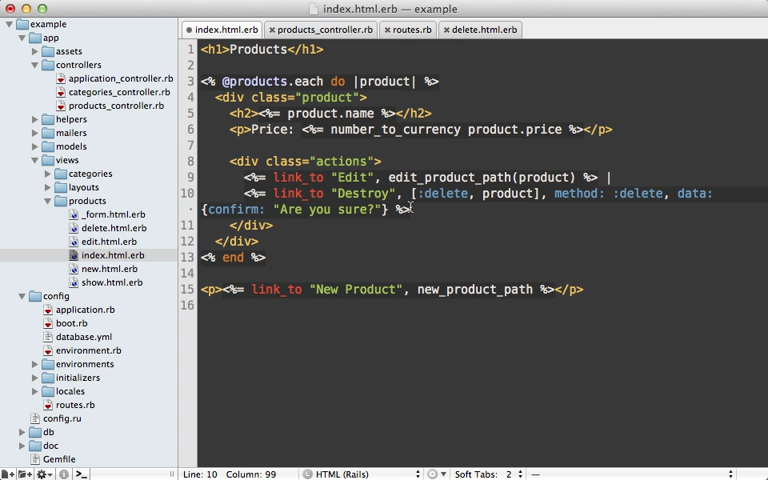 index.html.erb — example
example
app
assets
controllers
application_controller.rb
categories_controller.rb
products_controller.rb
helpers
mailers
models
views
categories
layouts
products
_form.html.erb
delete.html.erb
edit.html.erb
index.html.erb
new.html.erb
show.html.erb
config
application.rb
boot.rb
database.yml
environment.rb
environments
initializers
locales
routes.rb
config.ru
db
doc
Gemfile
index.html.erb products_controller.rb routes.rb delete.html.erb
1 <h1>Products</h1>
2
3 <% @products.each do |product| %>
4 <div class="product">
5 <h2><%= product.name %></h2>
6 <p>Price: <%= number_to_currency product.price %></p>
7
8 <div class="actions">
9 <%= link_to "Edit", edit_product_path(product) %> |
10 <%= link_to "Destroy", [:delete, product], method: :delete, data:
{confirm: "Are you sure?"} %>
11 </div>
12 </div>
13 <% end %>
14
15 <p><%= link_to "New Product", new_product_path %></p>
16
Line: 10 Column: 99 HTML (Rails) Soft Tabs: 2 —